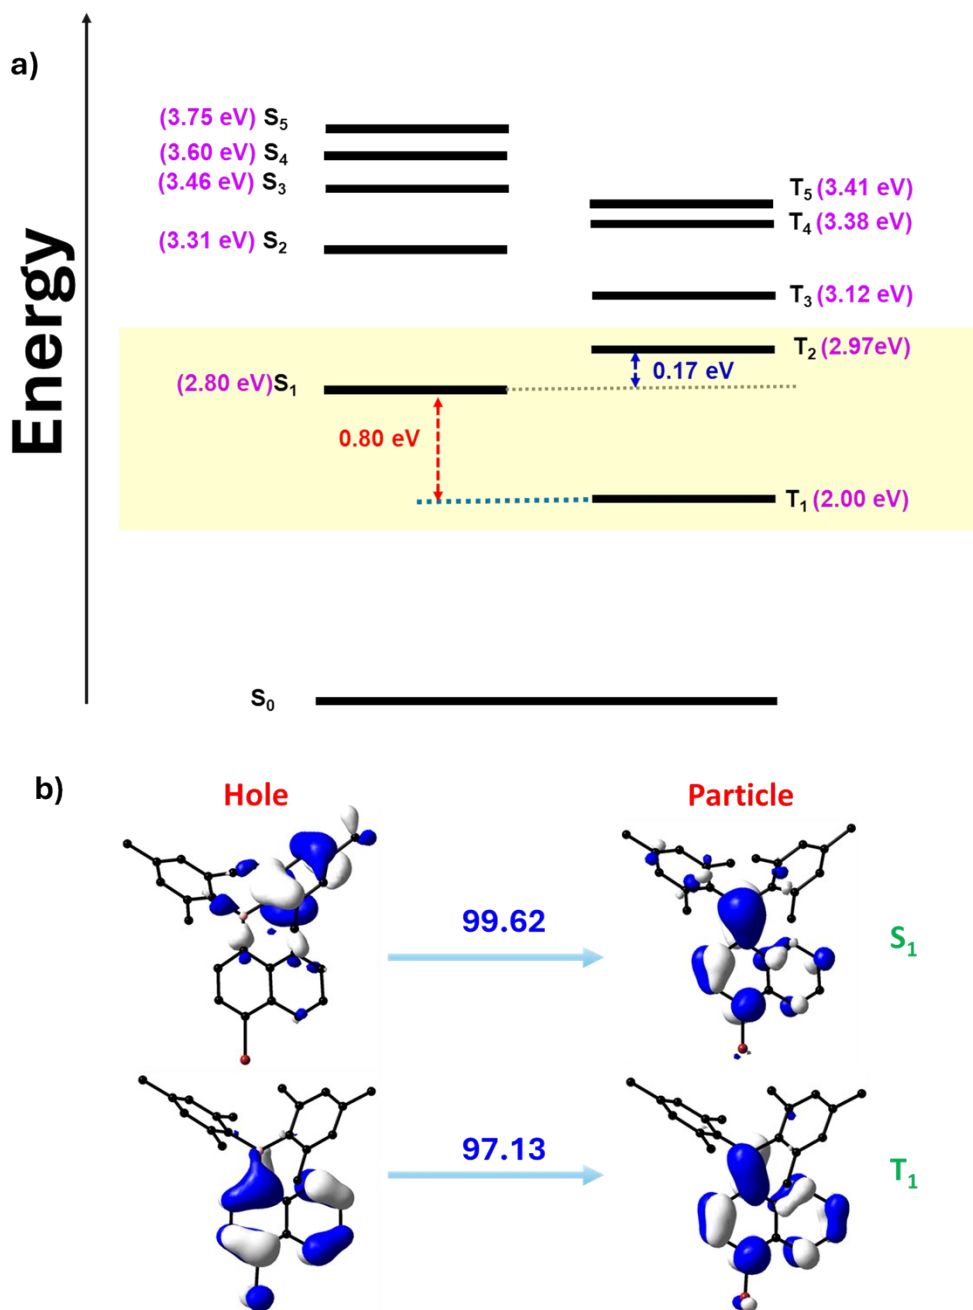 a)
Energy
(3.75 eV) S₅
(3.60 eV) S₄
(3.46 eV) S₃
(3.31 eV) S₂
(2.80 eV)S₁
T₅ (3.41 eV)
T₄ (3.38 eV)
T₃ (3.12 eV)
T₂ (2.97eV)
0.17 eV
0.80 eV
T₁ (2.00 eV)
S₀
b)
Hole
Particle
99.62
S₁
97.13
T₁